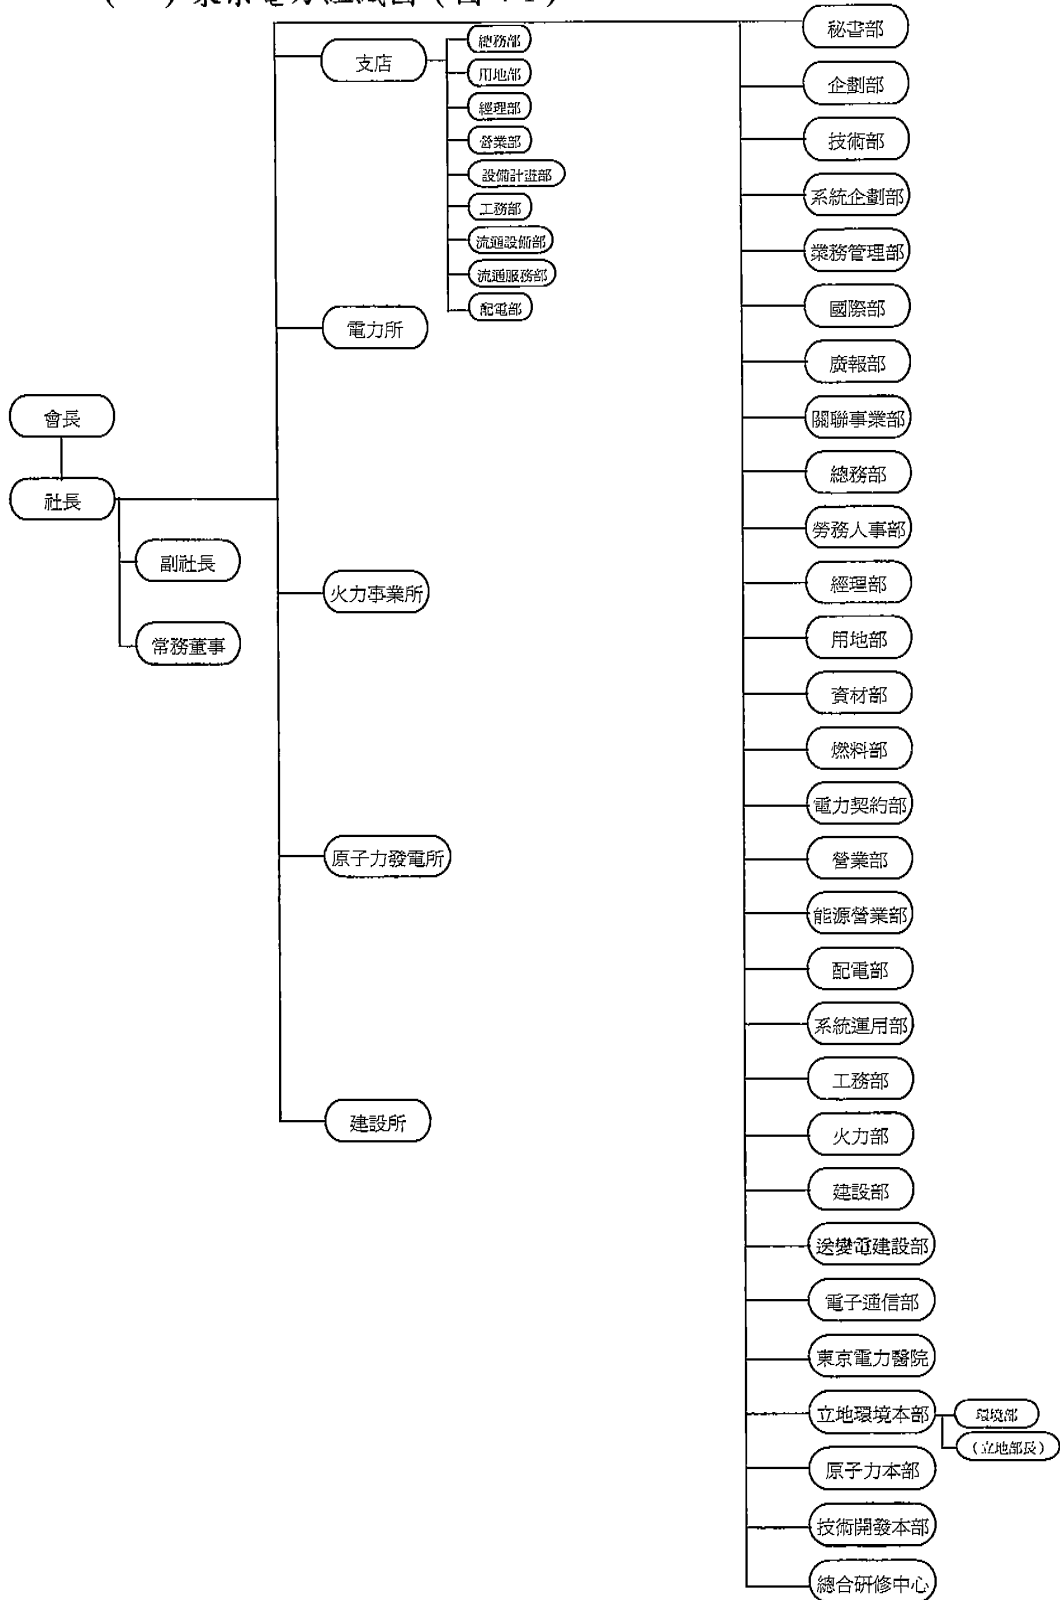 東京電力
會長
社長
副社長
常務董事
支店
總務部
用地部
經理部
營業部
設備計畫部
工務部
流通設備部
流通服務部
配電部
電力所
火力事業所
原子力發電所
建設所
秘書部
企劃部
技術部
系統企劃部
業務管理部
國際部
廣報部
關聯事業部
總務部
勞務人事部
經理部
用地部
資材部
燃料部
電力契約部
營業部
能源營業部
配電部
系統運用部
工務部
火力部
建設部
送變電建設部
電子通信部
東京電力醫院
立地環境本部
環境部
(立地部長)
原子力本部
技術開發本部
總合研修中心